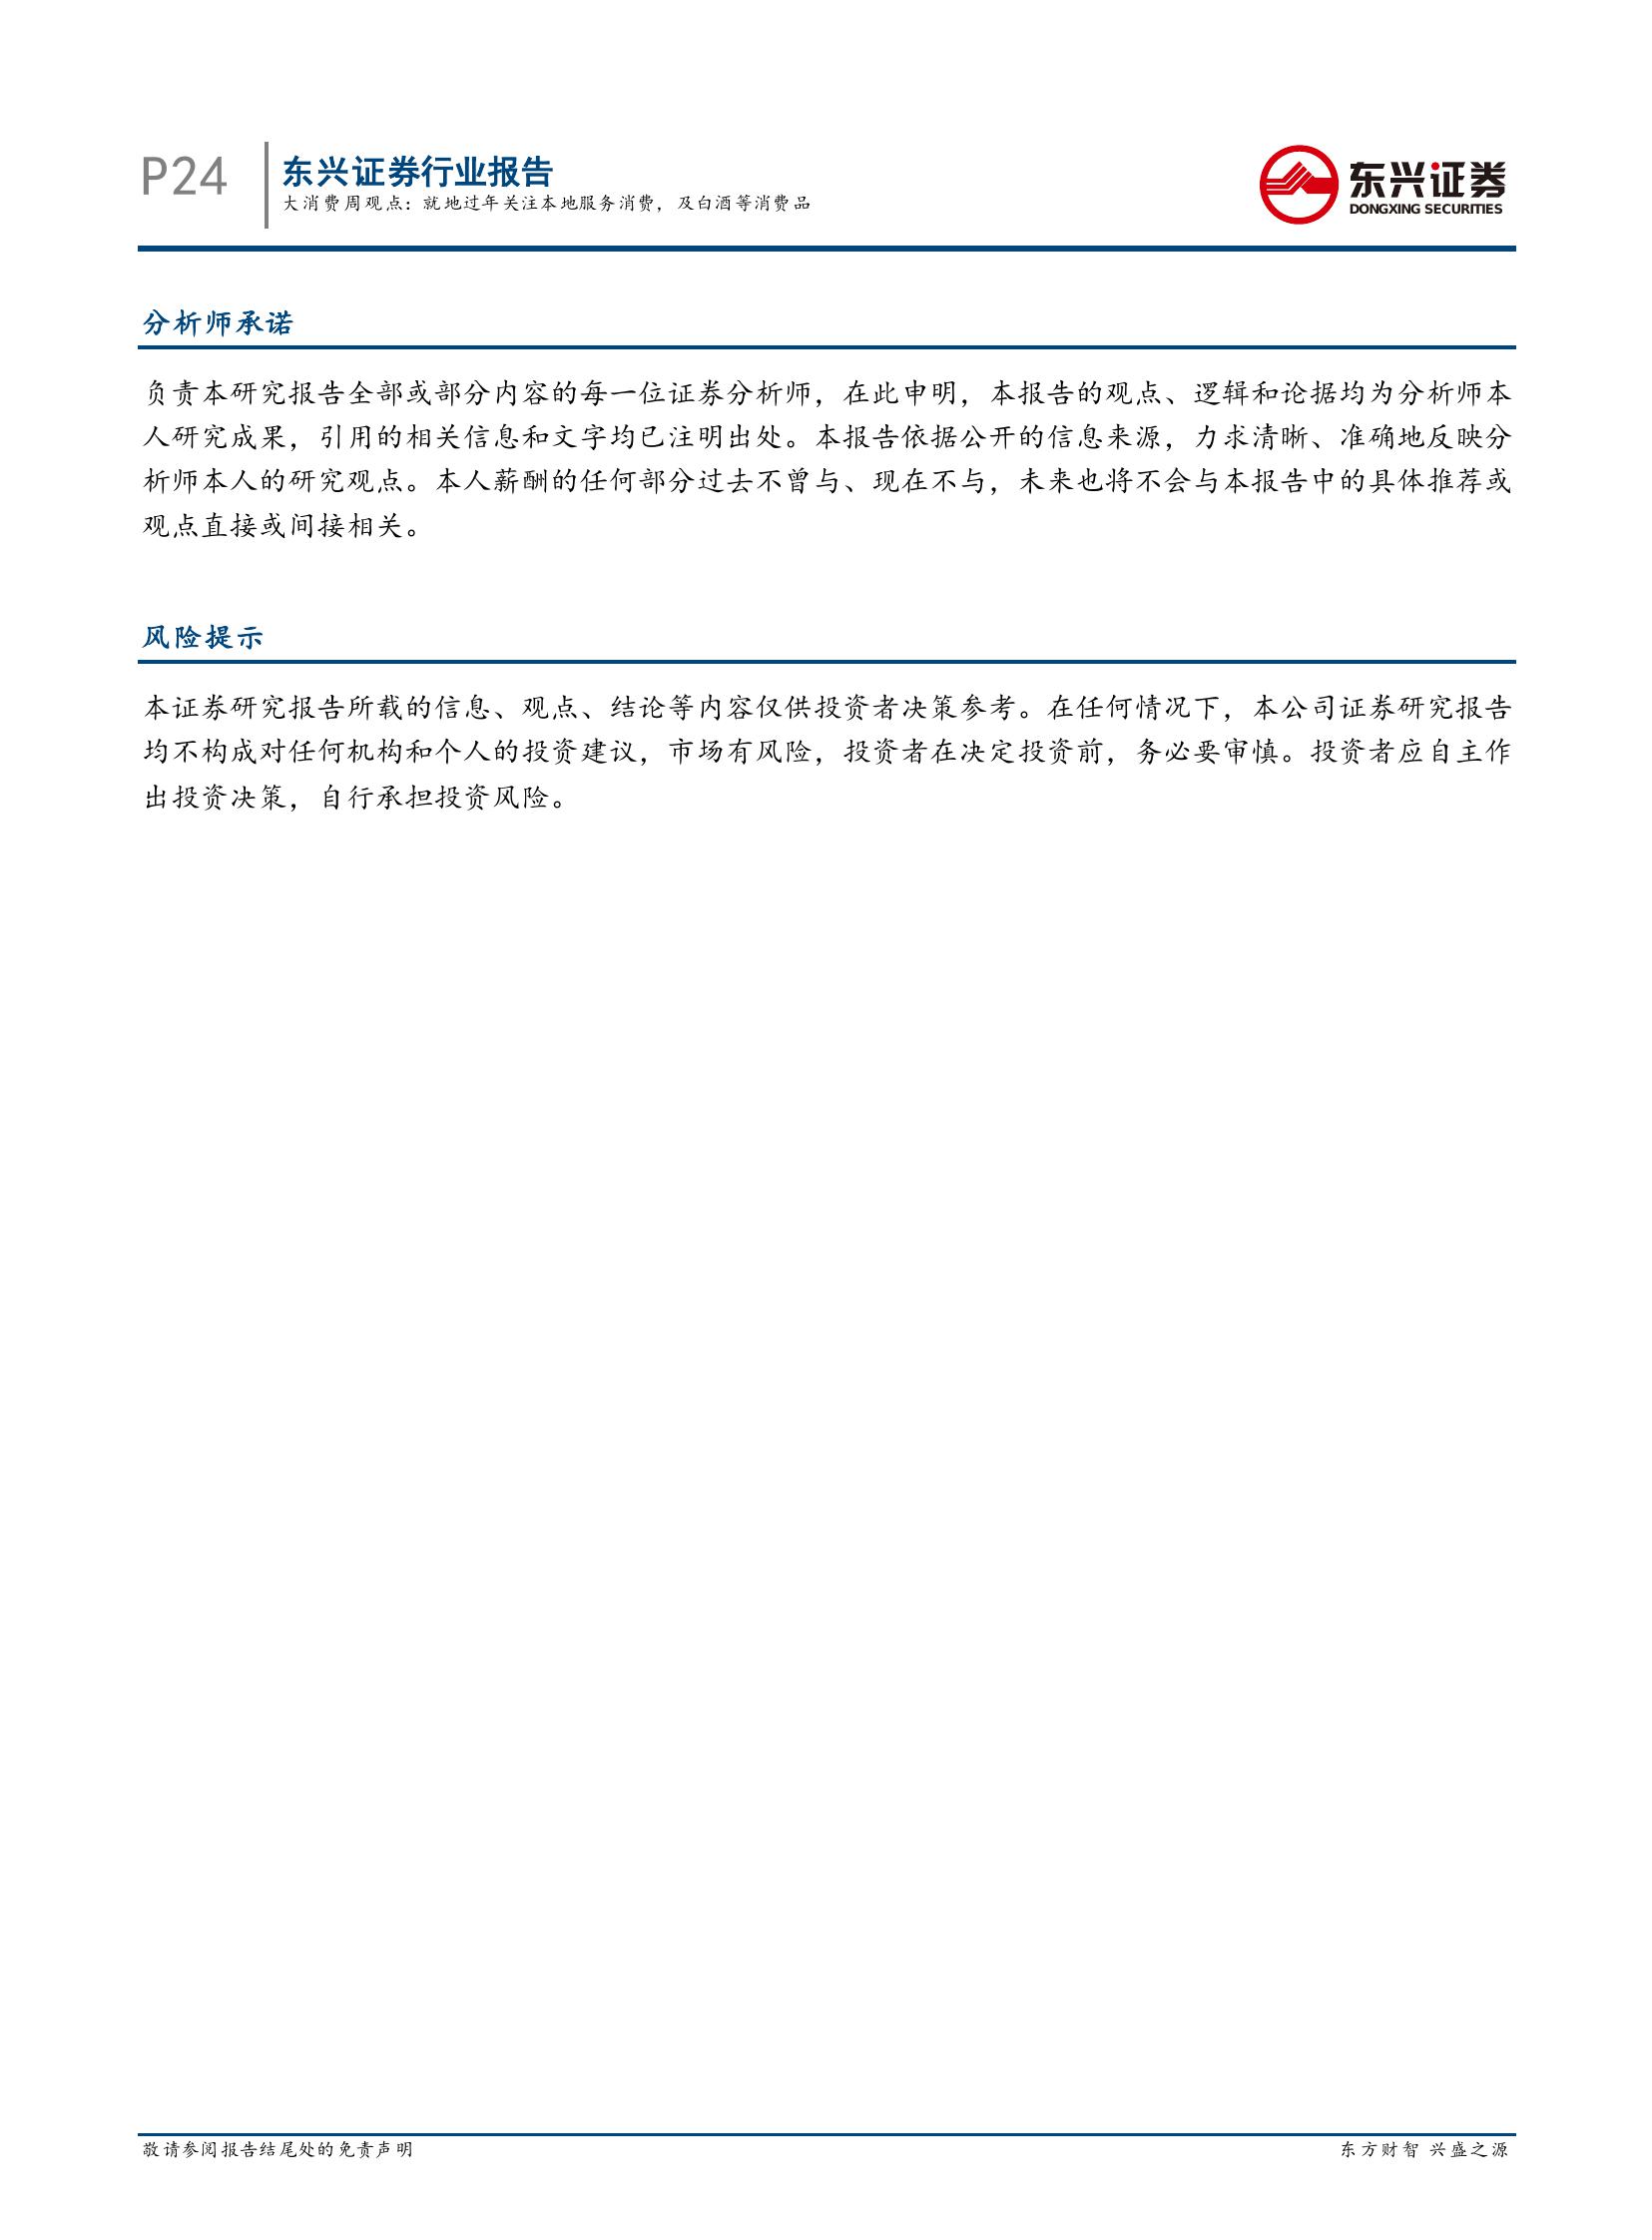 P24
东兴证券行业报告
大消费周观点：就地过年关注本地服务消费，及白酒等消费品
东兴证券
DONGXING SECURITIES
分析师承诺
负责本研究报告全部或部分内容的每一位证券分析师，在此申明，本报告的观点、逻辑和论据均为分析师本
人研究成果，引用的相关信息和文字均已注明出处。本报告依据公开的信息来源，力求清晰、准确地反映分
析师本人的研究观点。本人薪酬的任何部分过去不曾与、现在不与，未来也将不会与本报告中的具体推荐或
观点直接或间接相关。
风险提示
本证券研究报告所载的信息、观点、结论等内容仅供投资者决策参考。在任何情况下，本公司证券研究报告
均不构成对任何机构和个人的投资建议，市场有风险，投资者在决定投资前，务必要审慎。投资者应自主作
出投资决策，自行承担投资风险。
敬请参阅报告结尾处的免责声明
东方财智 兴盛之源